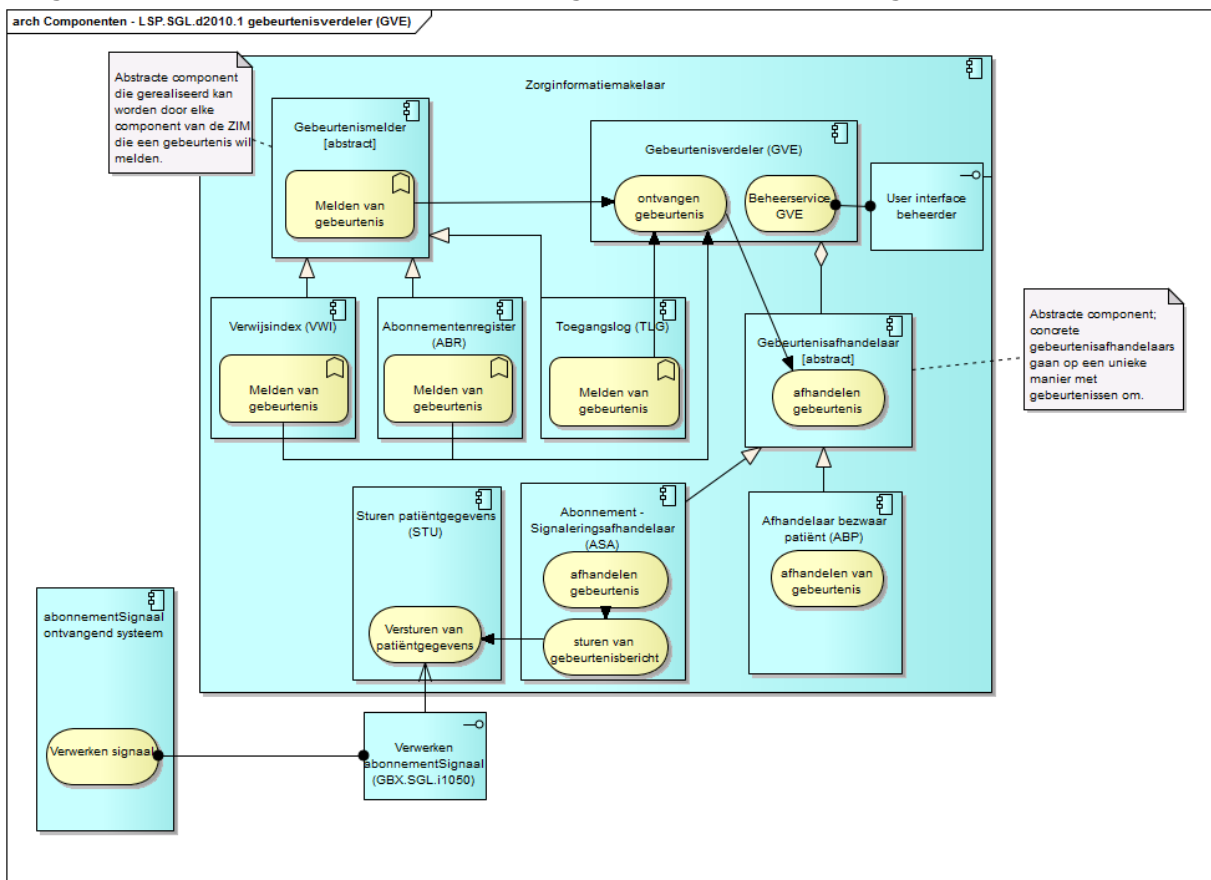 arch Componenten - LSP.SGL.d2010.1 gebeurtenisverdeler (GVE)
Abstracte component
die gerealiseerd kan
worden door elke
component van de ZIM
die een gebeurtenis wil
melden.
Zorginformatiemakelaar
Gebeurtenismelder
[abstract]
Melden van
gebeurtenis
Gebeurtenisverdeler (GVE)
ontvangen
gebeurtenis
Beheerservice
GVE
User interface
beheerder
Verwijsindex (VWI)
Melden van
gebeurtenis
Abonnementenregister
(ABR)
Melden van
gebeurtenis
Toegangslog (TLG)
Melden van
gebeurtenis
Gebeurtenisafhandelaar
[abstract]
afhandelen
gebeurtenis
Abstracte component;
concrete
gebeurtenisafhandelaars
gaan op een unieke
manier met
gebeurtenissen om.
Sturen patiëntgegevens
(STU)
Versturen van
patiëntgegevens
Abonnement -
Signaleringsafhandelaar
(ASA)
afhandelen
gebeurtenis
sturen van
gebeurtenisbericht
Afhandelaar bezwaar
patiënt (ABP)
afhandelen van
gebeurtenis
abonnementSignaal
ontvangend systeem
Verwerken signaal
Verwerken
abonnementSignaal
(GBX.SGL.i1050)